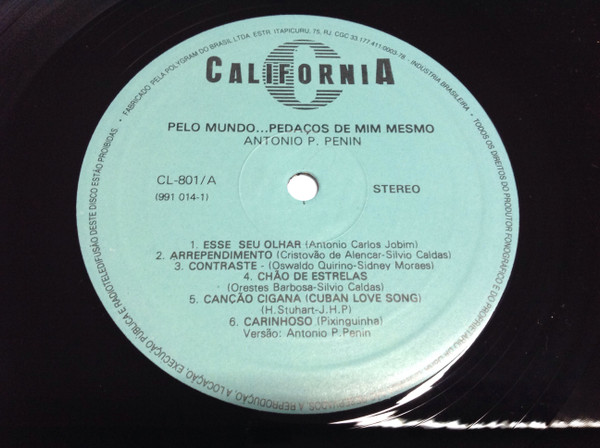 • FABRICADO PELA POLYGRAM DO BRASIL LTDA. ESTR. ITAPICURU, 75, RJ. CGC 33.177.411-0003-76 • INDÚSTRIA BRASILEIRA • TODOS OS DIREITOS DO PRODUTOR FONOGRÁFICO E DO PROPRIETÁRIO DA
A REPRODUÇÃO, A LOCAÇÃO, EXECUÇÃO PÚBLICA E RADIOTELEDIFUSÃO DESTE DISCO ESTÃO PROIBIDAS.
CALIFORNIA
PELO MUNDO...PEDAÇOS DE MIM MESMO
ANTONIO P. PENIN
CL-801/A
(991 014-1)
STEREO
1. ESSE SEU OLHAR (Antonio Carlos Jobim)
2. ARREPENDIMENTO (Cristovão de Alencar-Silvio Caldas)
3. CONTRASTE - (Oswaldo Quirino-Sidney Moraes)
4. CHÃO DE ESTRELAS
(Orestes Barbosa-Silvio Caldas)
5. CANÇÃO CIGANA (CUBAN LOVE SONG)
(H.Stuhart-J.H.P)
6. CARINHOSO (Pixinguinha)
Versão: Antonio P.Penin